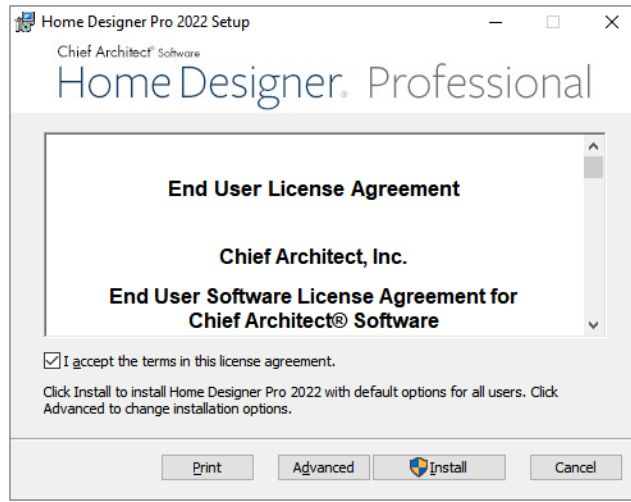 Home Designer Pro 2022 Setup
Chief Architect® Software
Home Designer® Professional
End User License Agreement
Chief Architect, Inc.
End User Software License Agreement for
Chief Architect® Software
I accept the terms in this license agreement.
Click Install to install Home Designer Pro 2022 with default options for all users. Click
Advanced to change installation options.
Print
Advanced
Install
Cancel